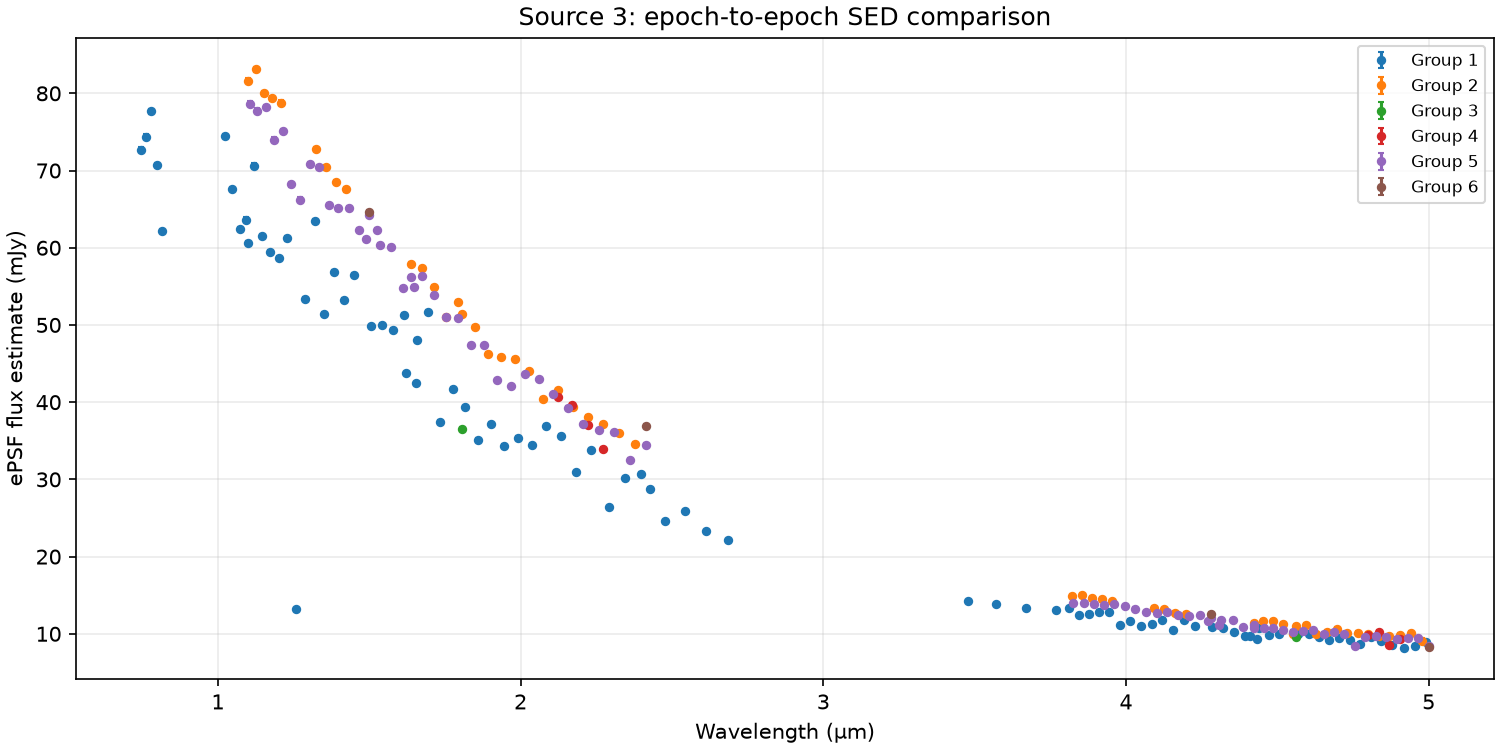 Source 3: epoch-to-epoch SED comparison
ePSF flux estimate (mJy)
80
70
60
50
40
30
20
10
1
2
3
4
5
Wavelength (μm)
Group 1
Group 2
Group 3
Group 4
Group 5
Group 6